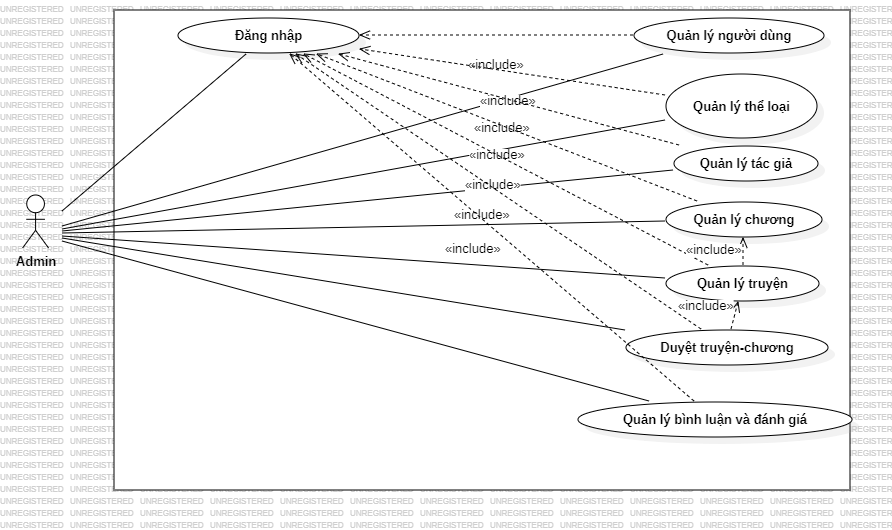 Đăng nhập
Quản lý người dùng
«include»
Quản lý thể loại
«include»
«include»
«include»
Quản lý tác giả
«include»
«include»
Quản lý chương
«include»
«include»
Admin
Quản lý truyện
«include»
Duyệt truyện-chương
Quản lý bình luận và đánh giá
UNREGISTERED